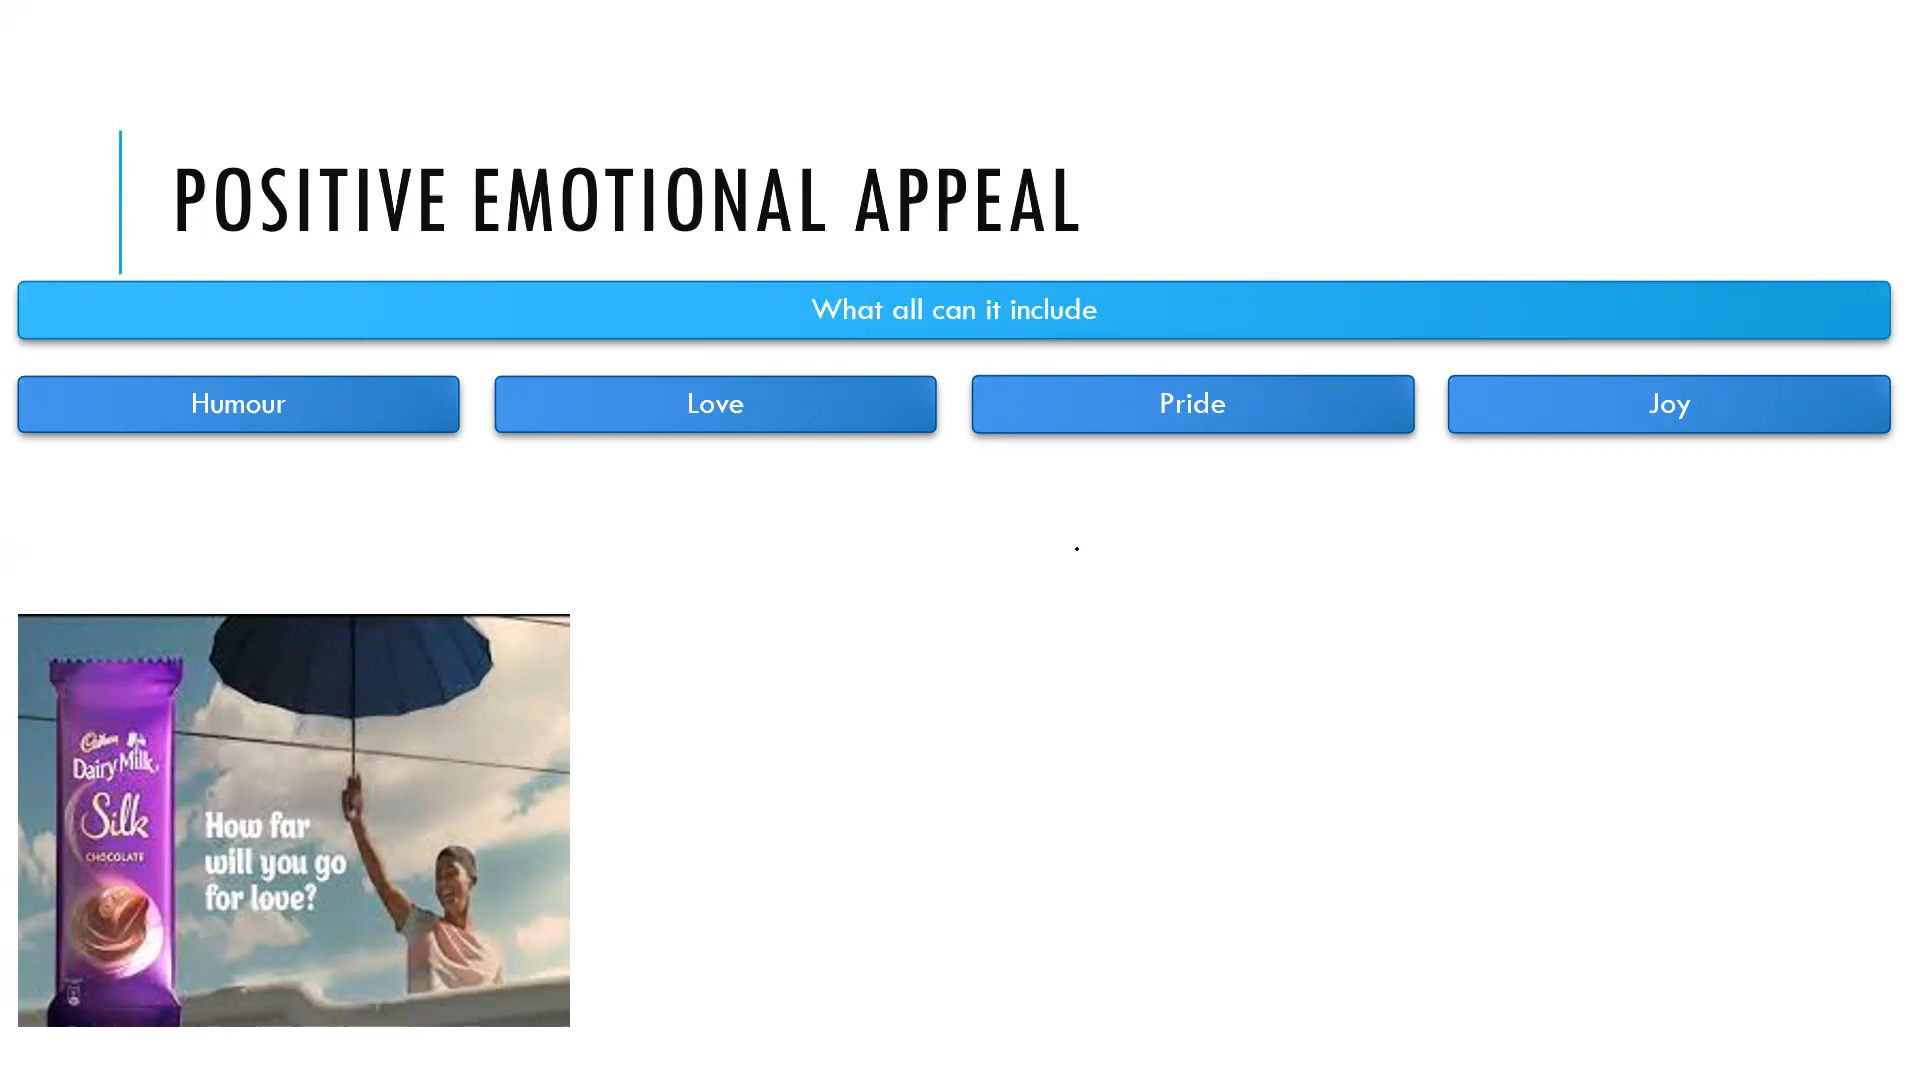 POSITIVE EMOTIONAL APPEAL
What all can it include
Humour
Love
Pride
Joy
Cadbury
Dairy Milk
Silk
CHOCOLATE
How far
will you go
for love?